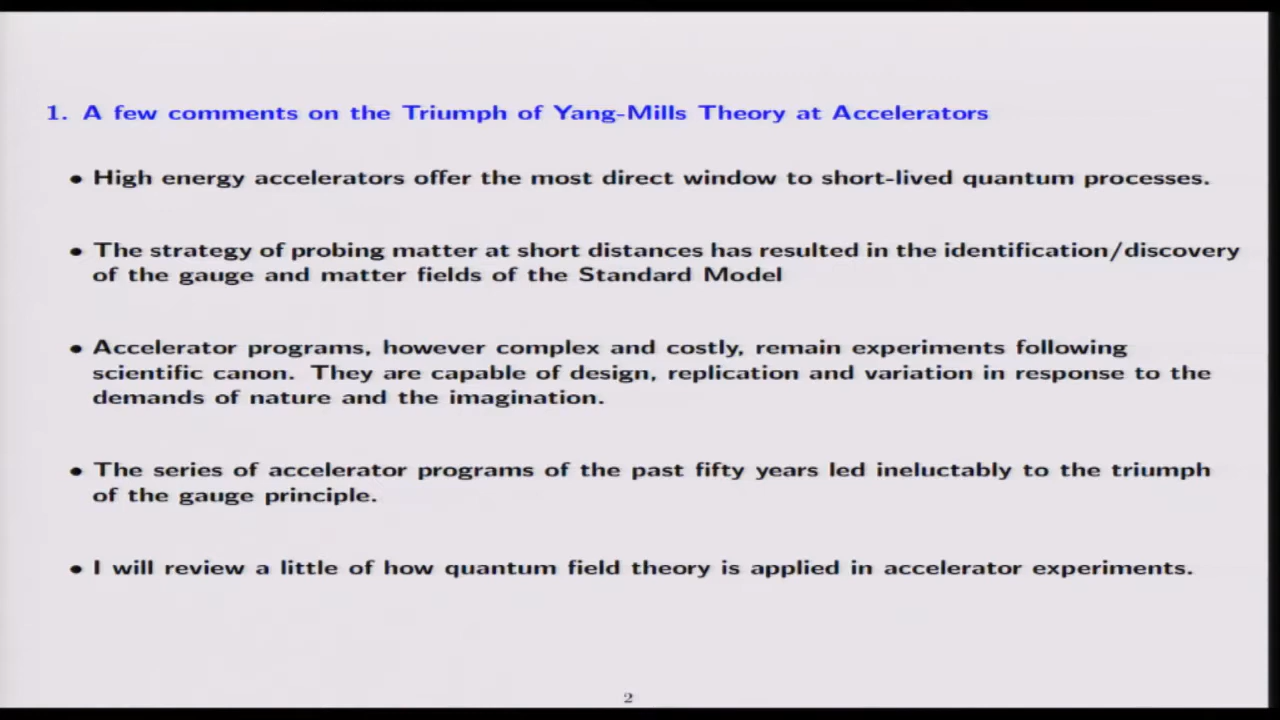 1. A few comments on the Triumph of Yang-Mills Theory at Accelerators
• High energy accelerators offer the most direct window to short-lived quantum processes.
• The strategy of probing matter at short distances has resulted in the identification/discovery
of the gauge and matter fields of the Standard Model
• Accelerator programs, however complex and costly, remain experiments following
scientific canon. They are capable of design, replication and variation in response to the
demands of nature and the imagination.
• The series of accelerator programs of the past fifty years led ineluctably to the triumph
of the gauge principle.
• I will review a little of how quantum field theory is applied in accelerator experiments.
2